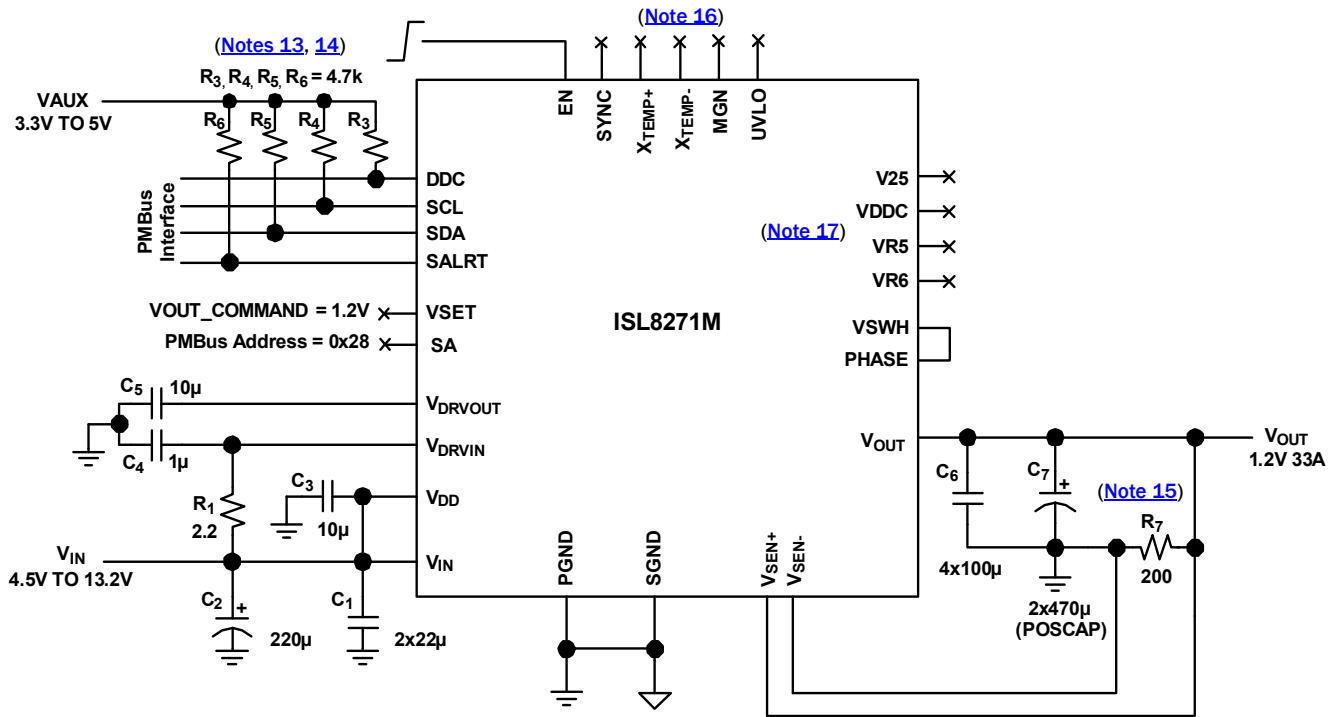 (Note 16)
(Notes 13, 14)
R3, R4, R5, R6 = 4.7k
VAUX
3.3V TO 5V
R6
R5
R4
R3
EN
SYNC
XTEMP+
XTEMP-
MGN
UVLO
PMBus
Interface
DDC
SCL
SDA
SALRT
V25
VDDC
(Note 17)
VR5
VR6
VOUT_COMMAND = 1.2V
VSET
ISL8271M
VSWH
PMBus Address = 0x28
SA
PHASE
C5
10µ
VDRVOUT
C4
1µ
VDRVIN
VOUT
VOUT
1.2V 33A
R1
2.2
C3
10µ
VDD
C6
C7
+
(Note 15)
R7
200
VIN
4.5V TO 13.2V
VIN
PGND
SGND
VSEN+
VSEN-
4x100µ
2x470µ
(POSCAP)
C2
+
220µ
C1
2x22µ